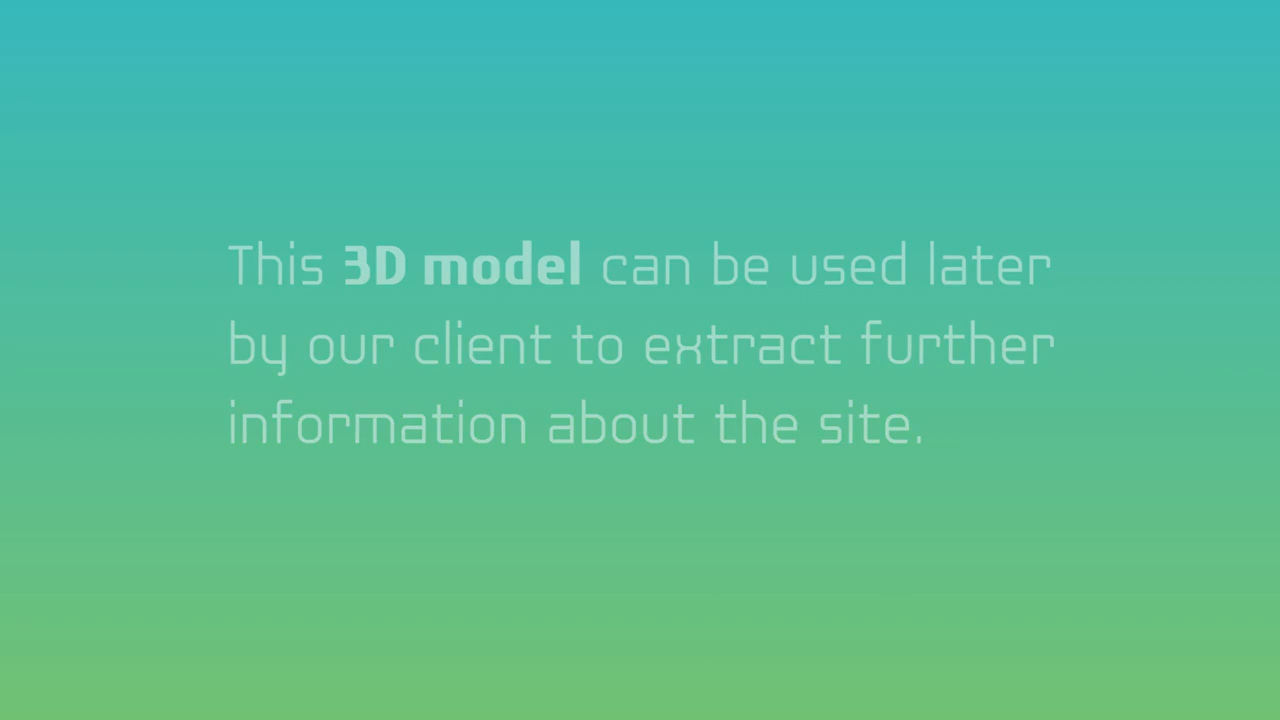 This 3D model can be used later
by our client to extract further
information about the site.